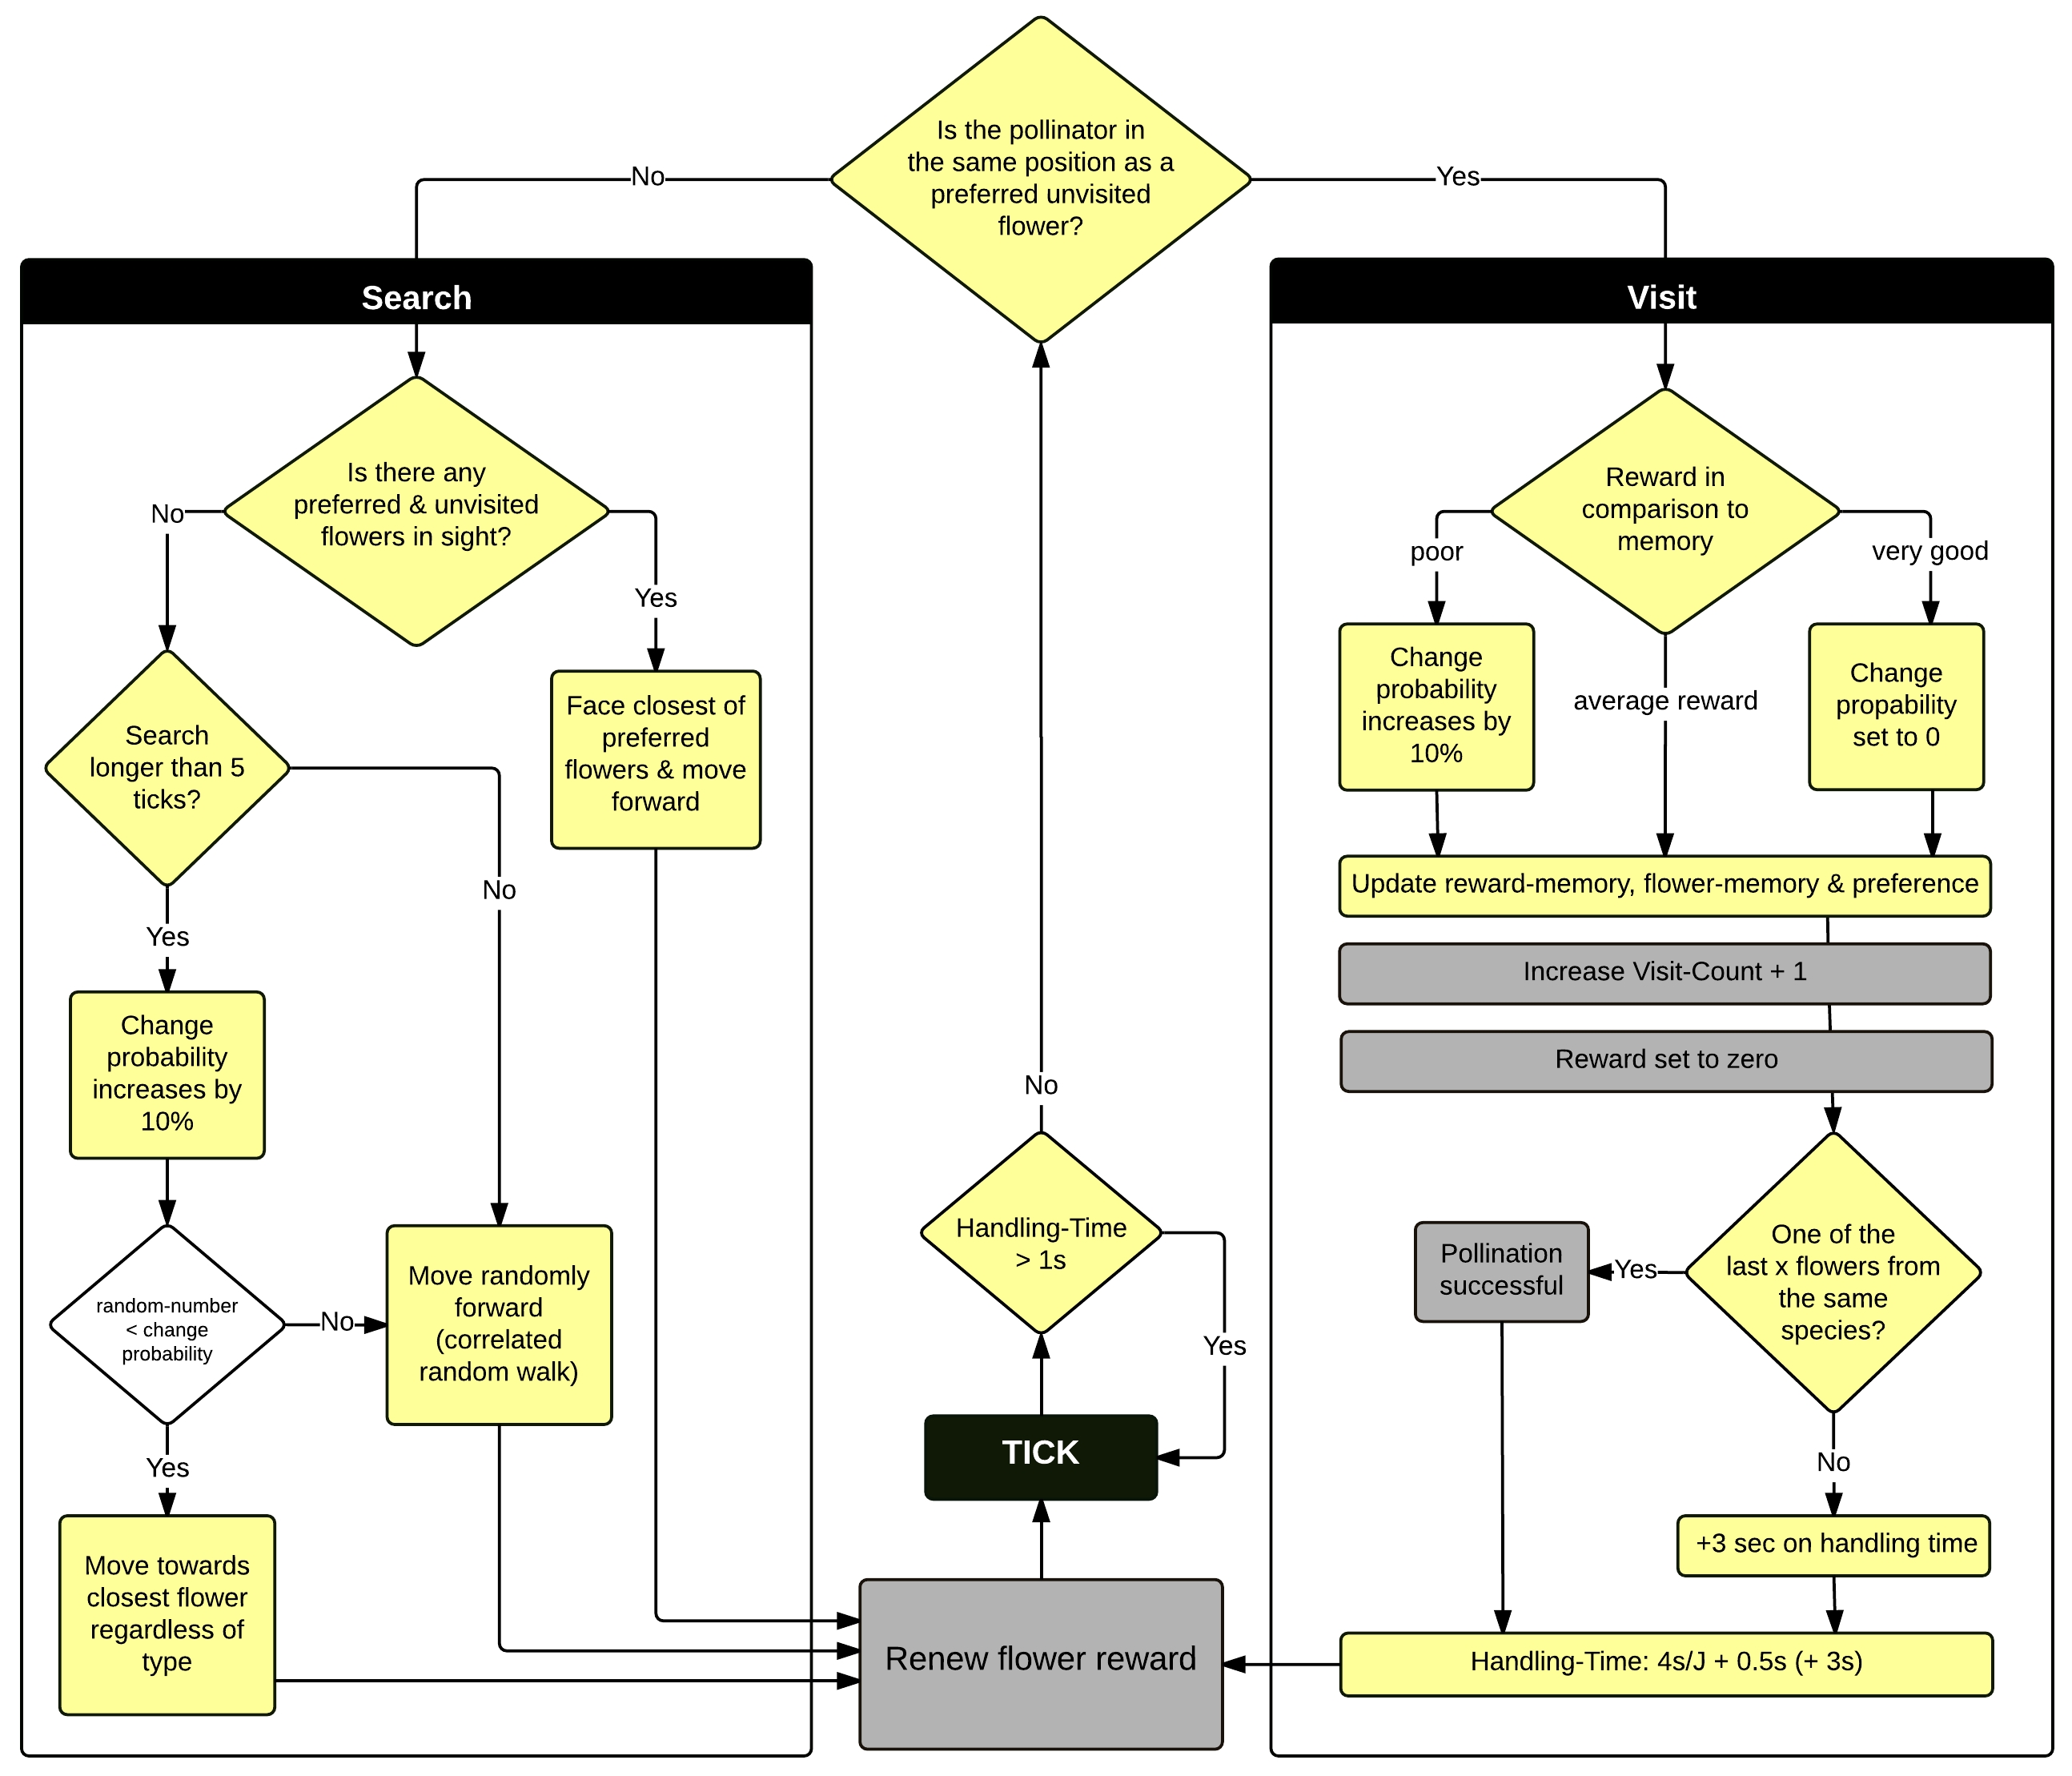 Is the pollinator in
the same position as a
preferred unvisited
flower?
No
Yes
Search
Is there any
preferred & unvisited
flowers in sight?
No
Yes
Search
longer than 5
ticks?
Face closest of
preferred
flowers & move
forward
No
Yes
Change
probability
increases by
10%
random-number
< change
probability
No
Move randomly
forward
(correlated
random walk)
Yes
Move towards
closest flower
regardless of
type
No
Handling-Time
> 1s
Yes
TICK
Renew flower reward
Visit
Reward in
comparison to
memory
poor
very good
average reward
Change
probability
increases by
10%
Change
propability
set to 0
Update reward-memory, flower-memory & preference
Increase Visit-Count + 1
Reward set to zero
One of the
last x flowers from
the same
species?
Yes
Pollination
successful
No
+3 sec on handling time
Handling-Time: 4s/J + 0.5s (+ 3s)